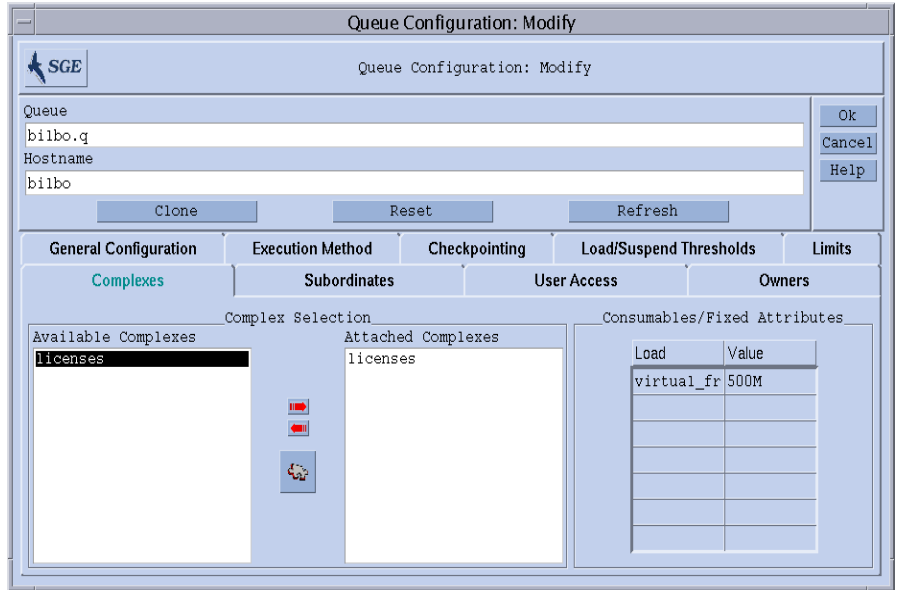 Queue Configuration: Modify
SGE
Queue Configuration: Modify
Queue
bilbo.q
Hostname
bilbo
Ok
Cancel
Help
Clone Reset Refresh
General Configuration Execution Method Checkpointing Load/Suspend Thresholds Limits
Complexes Subordinates User Access Owners
Complex Selection
Available Complexes
licenses
Attached Complexes
licenses
Consumables/Fixed Attributes
Load Value
virtual_fr 500M